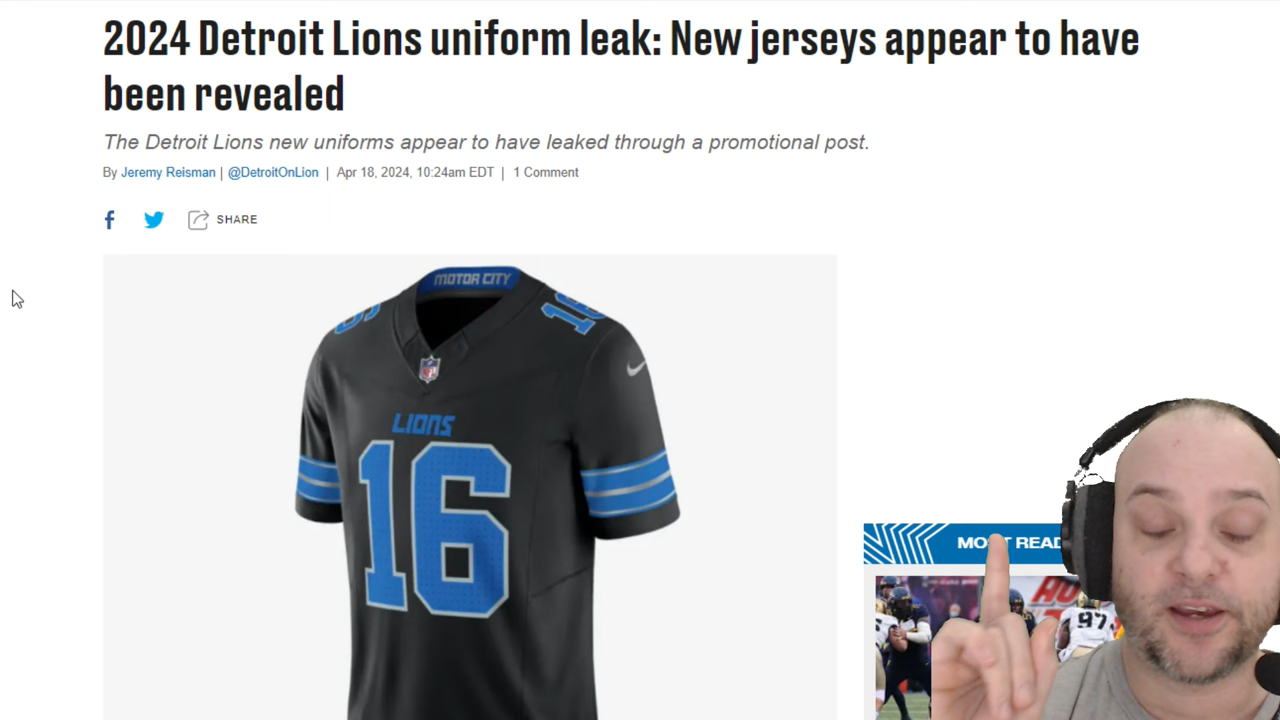 2024 Detroit Lions uniform leak: New jerseys appear to have
been revealed
The Detroit Lions new uniforms appear to have leaked through a promotional post.
By Jeremy Reisman | @DetroitOnLion | Apr 18, 2024, 10:24am EDT | 1 Comment
SHARE
MOTOR CITY
16
LIONS
16
MOST READ
97